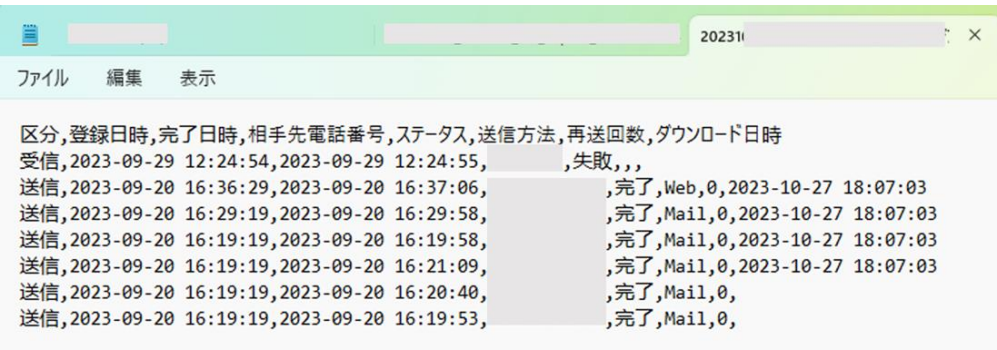 20231
ファイル 編集 表示
区分,登録日時,完了日時,相手先電話番号,ステータス,送信方法,再送回数,ダウンロード日時
受信,2023-09-29 12:24:54,2023-09-29 12:24:55, ,失敗,,,
送信,2023-09-20 16:36:29,2023-09-20 16:37:06, ,完了,Web,0,2023-10-27 18:07:03
送信,2023-09-20 16:29:19,2023-09-20 16:29:58, ,完了,Mail,0,2023-10-27 18:07:03
送信,2023-09-20 16:19:19,2023-09-20 16:19:58, ,完了,Mail,0,2023-10-27 18:07:03
送信,2023-09-20 16:19:19,2023-09-20 16:21:09, ,完了,Mail,0,2023-10-27 18:07:03
送信,2023-09-20 16:19:19,2023-09-20 16:20:40, ,完了,Mail,0,
送信,2023-09-20 16:19:19,2023-09-20 16:19:53, ,完了,Mail,0,